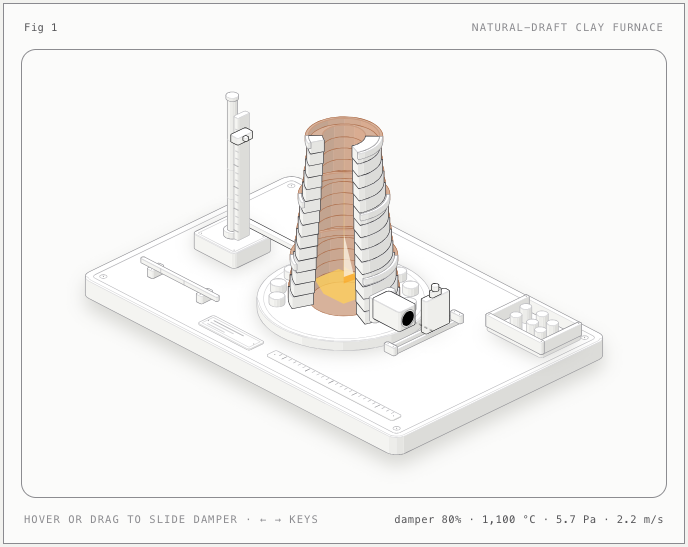 Fig 1
NATURAL–DRAFT CLAY FURNACE
HOVER OR DRAG TO SLIDE DAMPER · ← → KEYS
damper 80% · 1,100 °C · 5.7 Pa · 2.2 m/s